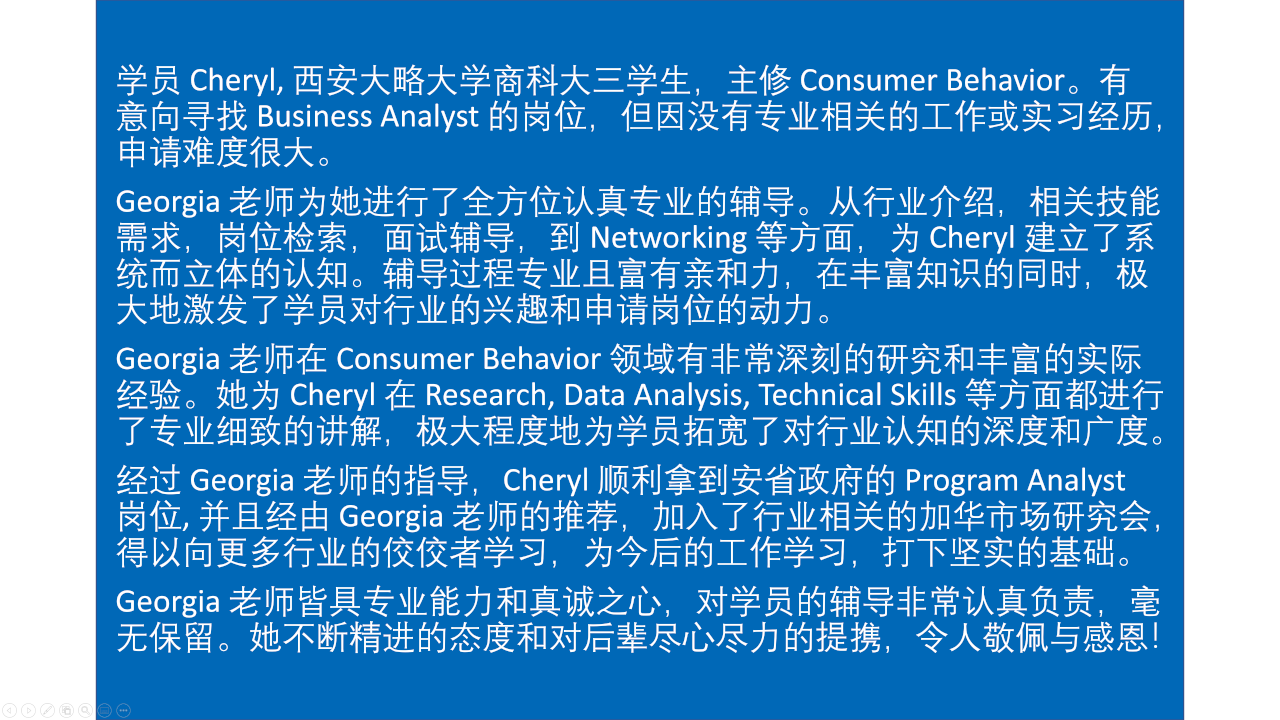 学员 Cheryl, 西安大略大学商科大三学生，主修 Consumer Behavior。有
意向寻找 Business Analyst 的岗位，但因没有专业相关的工作或实习经历，
申请难度很大。
Georgia 老师为她进行了全方位认真专业的辅导。从行业介绍，相关技能
需求，岗位检索，面试辅导，到 Networking 等方面，为 Cheryl 建立了系
统而立体的认知。辅导过程专业且富有亲和力，在丰富知识的同时，极
大地激发了学员对行业的兴趣和申请岗位的动力。
Georgia 老师在 Consumer Behavior 领域有非常深刻的研究和丰富的实际
经验。她为 Cheryl 在 Research, Data Analysis, Technical Skills 等方面都进行
了专业细致的讲解，极大程度地为学员拓宽了对行业认知的深度和广度。
经过 Georgia 老师的指导，Cheryl 顺利拿到安省政府的 Program Analyst
岗位, 并且经由 Georgia 老师的推荐，加入了行业相关的加华市场研究会，
得以向更多行业的佼佼者学习，为今后的工作学习，打下坚实的基础。
Georgia 老师皆具专业能力和真诚之心，对学员的辅导非常认真负责，毫
无保留。她不断精进的态度和对后辈尽心尽力的提携，令人敬佩与感恩！